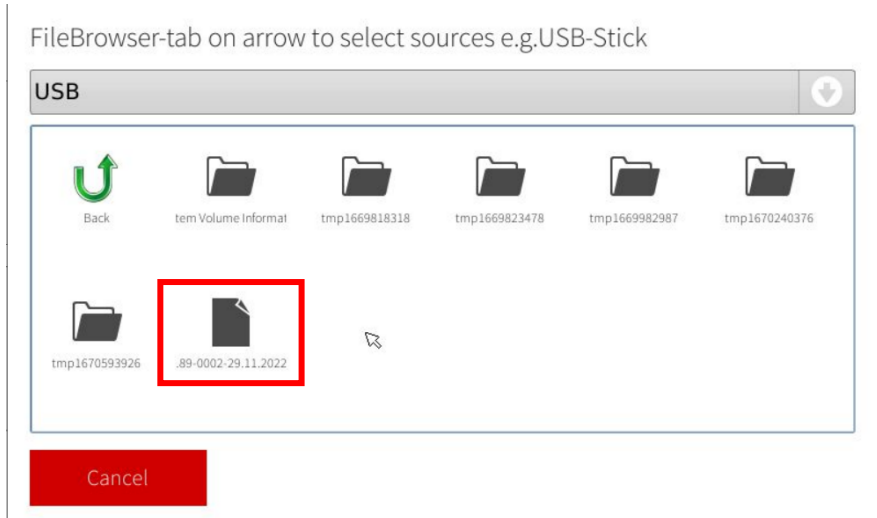 FileBrowser-tab on arrow to select sources e.g.USB-Stick
USB
Back
tem Volume Informat
tmp1669818318
tmp1669823478
tmp1669982987
tmp1670240376
tmp1670593926
.89-0002-29.11.2022
Cancel